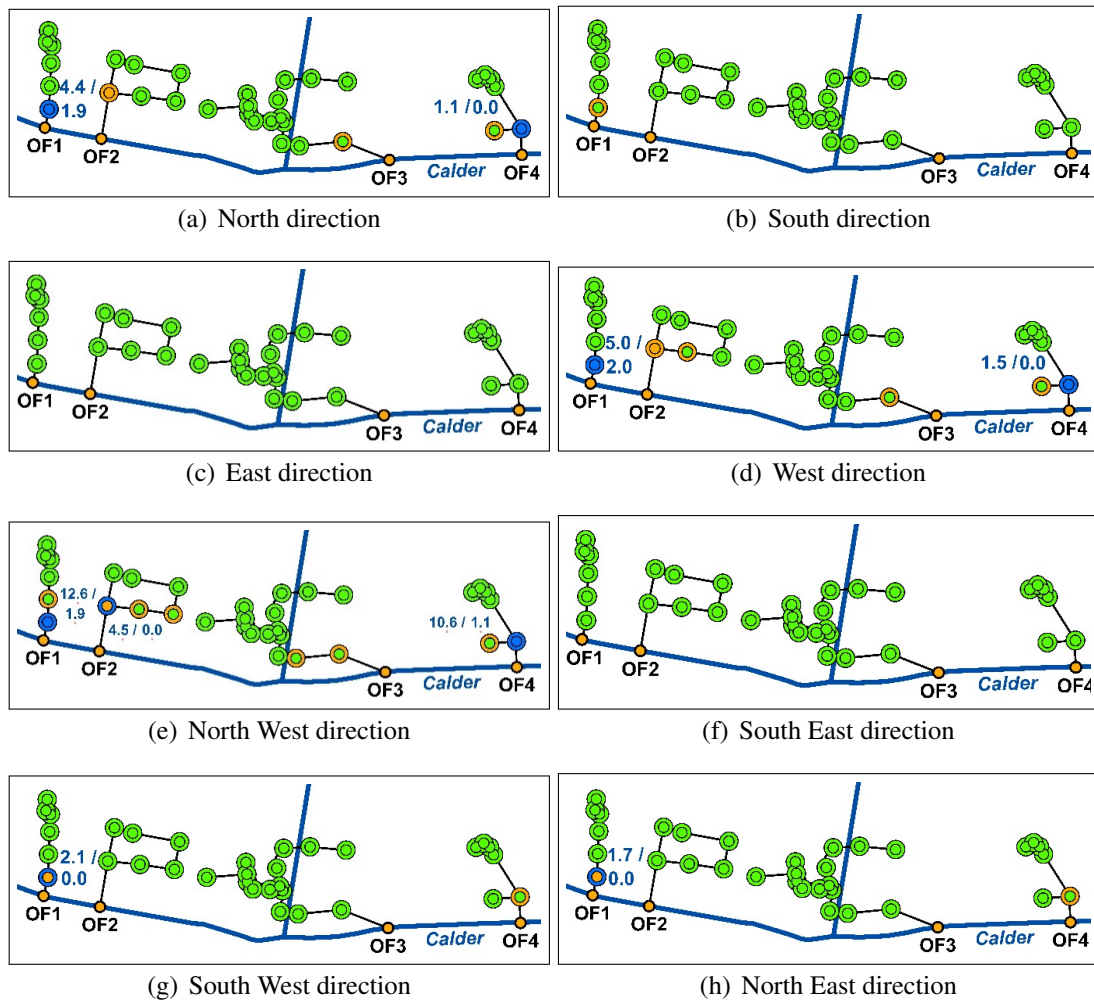 4.4 /
1.9
1.1 / 0.0
OF1
OF2
OF3
Calder
OF4
(a) North direction
OF1
OF2
OF3
Calder
OF4
(b) South direction
OF1
OF2
OF3
Calder
OF4
(c) East direction
5.0 /
2.0
1.5 / 0.0
OF1
OF2
OF3
Calder
OF4
(d) West direction
12.6 /
1.9
4.5 / 0.0
10.6 / 1.1
OF1
OF2
OF3
Calder
OF4
(e) North West direction
OF1
OF2
OF3
Calder
OF4
(f) South East direction
2.1 /
0.0
OF1
OF2
OF3
Calder
OF4
(g) South West direction
1.7 /
0.0
OF1
OF2
OF3
Calder
OF4
(h) North East direction